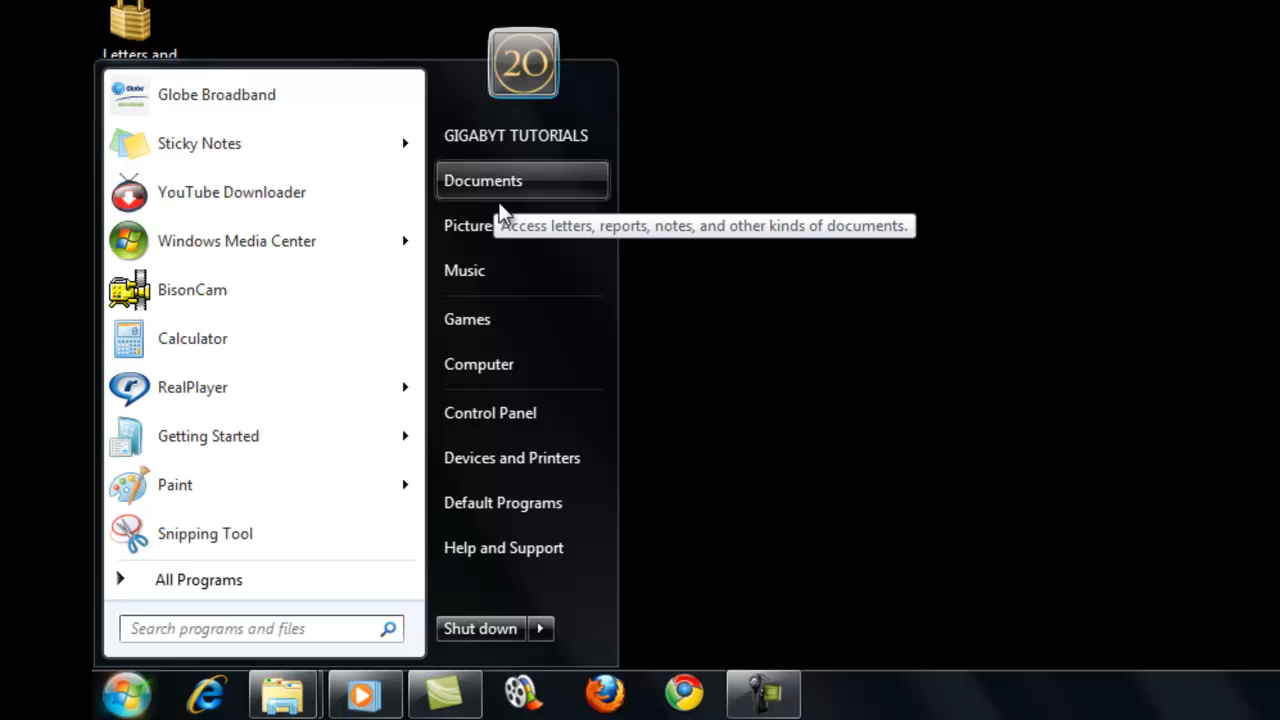 Letters and
20
Globe Broadband
Sticky Notes
YouTube Downloader
Windows Media Center
BisonCam
Calculator
RealPlayer
Getting Started
Paint
Snipping Tool
All Programs
Search programs and files
GIGABYT TUTORIALS
Documents
Picture
Access letters, reports, notes, and other kinds of documents.
Music
Games
Computer
Control Panel
Devices and Printers
Default Programs
Help and Support
Shut down